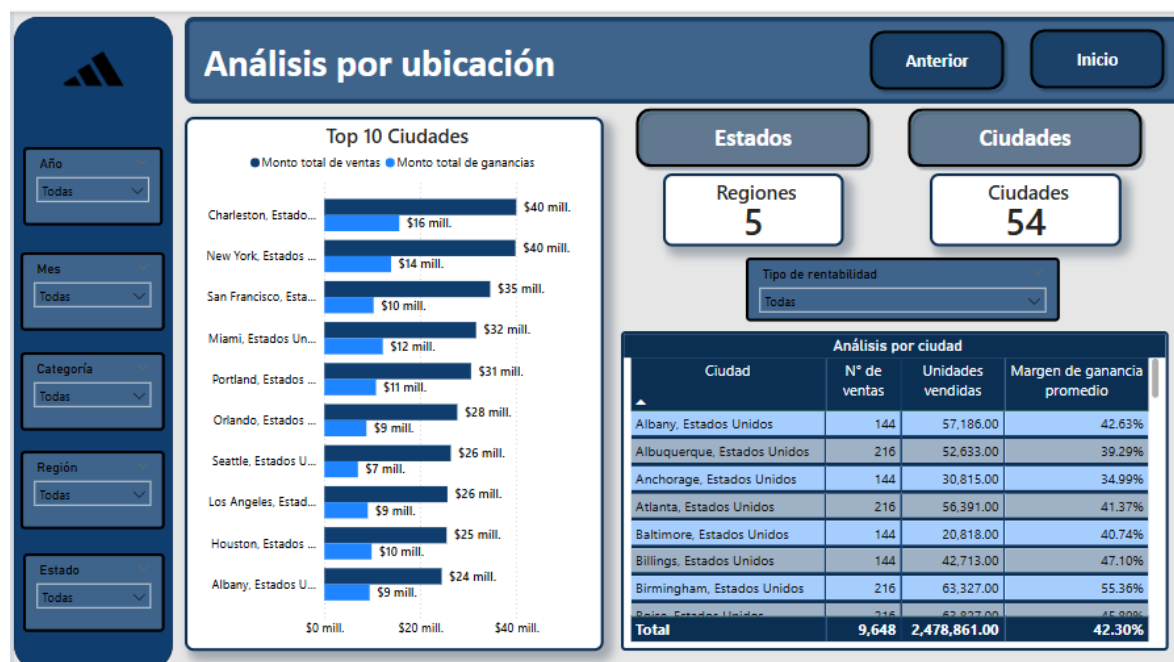 Análisis por ubicación
Anterior
Inicio
Año
Todas
Mes
Todas
Categoría
Todas
Región
Todas
Estado
Todas
Top 10 Ciudades
Monto total de ventas Monto total de ganancias
Charleston, Estado... $40 mill.
$16 mill.
New York, Estados ... $40 mill.
$14 mill.
San Francisco, Esta... $35 mill.
$10 mill.
Miami, Estados Un... $32 mill.
$12 mill.
Portland, Estados ... $31 mill.
$11 mill.
Orlando, Estados ... $28 mill.
$9 mill.
Seattle, Estados U... $26 mill.
$7 mill.
Los Angeles, Estad... $26 mill.
$9 mill.
Houston, Estados ... $25 mill.
$10 mill.
Albany, Estados U... $24 mill.
$9 mill.
$0 mill. $20 mill. $40 mill.
Estados
Ciudades
Regiones
5
Ciudades
54
Tipo de rentabilidad
Todas
Análisis por ciudad
Ciudad N° de ventas Unidades vendidas Margen de ganancia promedio
Albany, Estados Unidos 144 57,186.00 42.63%
Albuquerque, Estados Unidos 216 52,633.00 39.29%
Anchorage, Estados Unidos 144 30,815.00 34.99%
Atlanta, Estados Unidos 216 56,391.00 41.37%
Baltimore, Estados Unidos 144 20,818.00 40.74%
Billings, Estados Unidos 144 42,713.00 47.10%
Birmingham, Estados Unidos 216 63,327.00 55.36%
Boise, Estados Unidos 216 63,827.00 45.89%
Total 9,648 2,478,861.00 42.30%